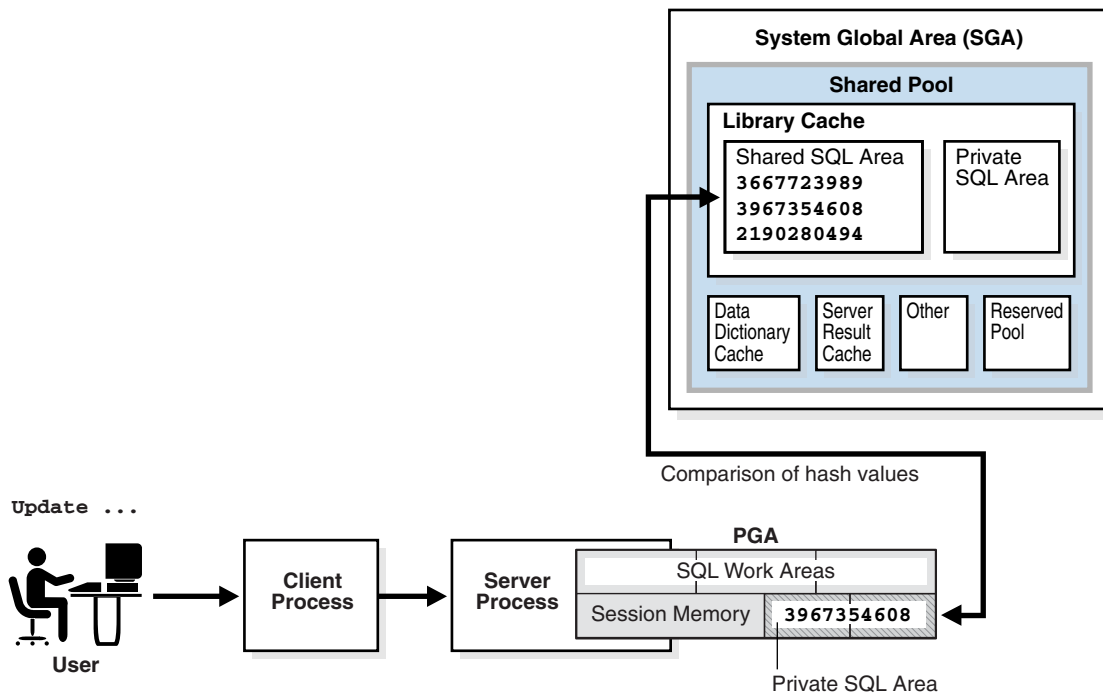 System Global Area (SGA)
Shared Pool
Library Cache
Shared SQL Area
3667723989
3967354608
2190280494
Private
SQL Area
Data
Dictionary
Cache
Server
Result
Cache
Other
Reserved
Pool
Comparison of hash values
Update ...
User
Client
Process
Server
Process
PGA
SQL Work Areas
Session Memory
3967354608
Private SQL Area